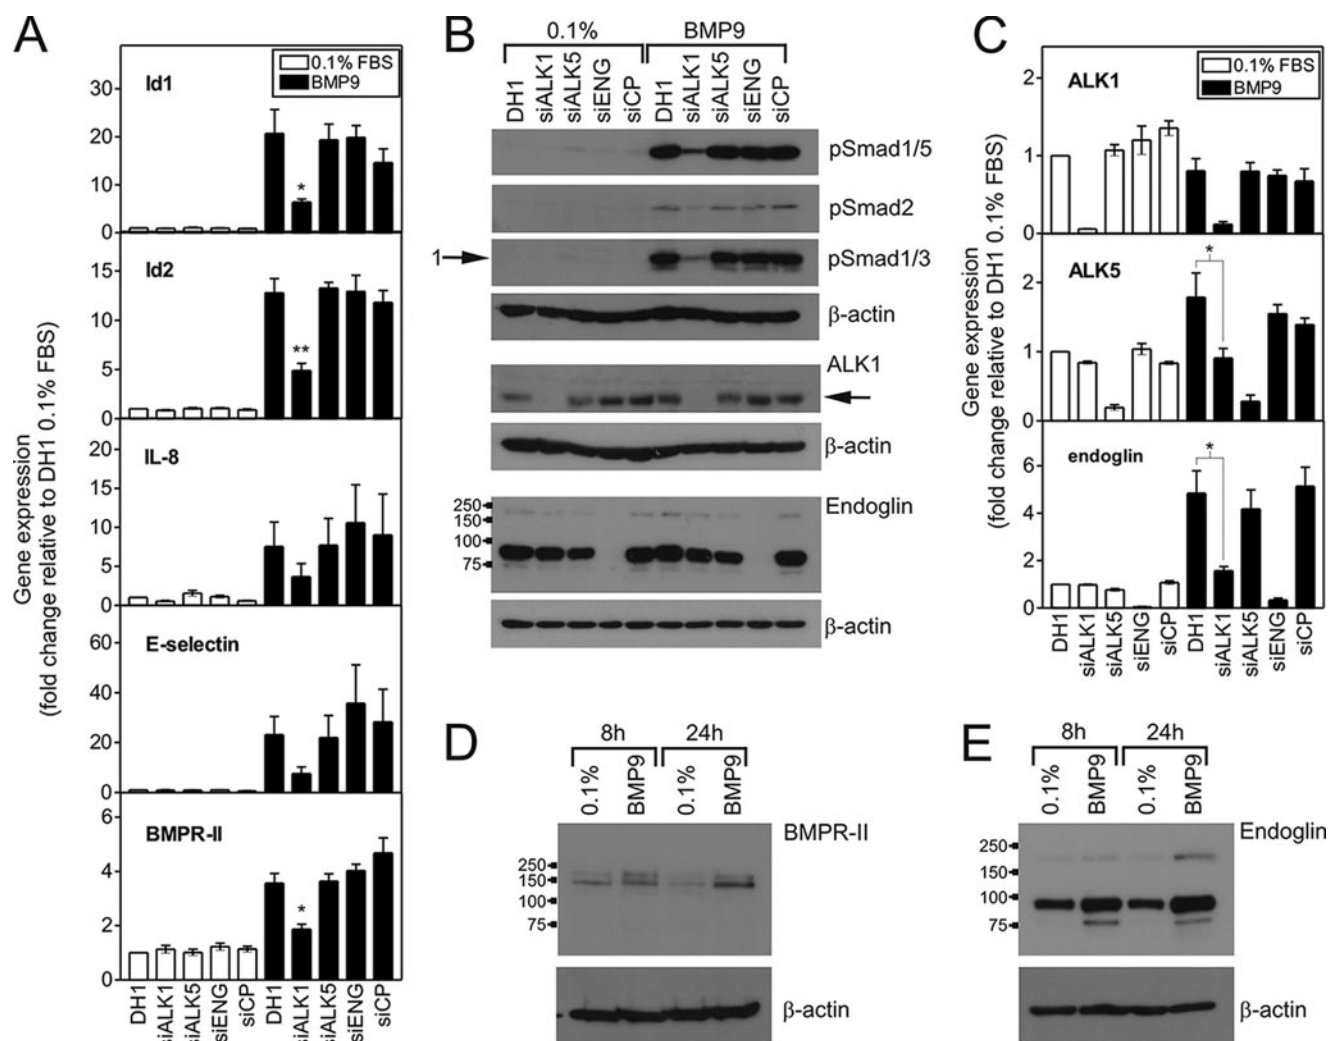 A
Gene expression
(fold change relative to DH1 0.1% FBS)
0.1% FBS
BMP9
Id1
30
20
10
0
*
Id2
15
10
5
0
**
IL-8
20
15
10
5
0
E-selectin
60
40
20
0
BMPR-II
6
4
2
0
*
DH1
siALK1
siALK5
siENG
siCP
DH1
siALK1
siALK5
siENG
siCP
B
0.1%
BMP9
DH1
siALK1
siALK5
siENG
siCP
DH1
siALK1
siALK5
siENG
siCP
pSmad1/5
pSmad2
1
pSmad1/3
β-actin
ALK1
β-actin
250
150
100
75
Endoglin
β-actin
C
Gene expression
(fold change relative to DH1 0.1% FBS)
0.1% FBS
BMP9
ALK1
2
1
0
ALK5
2
1
0
*
endoglin
6
4
2
0
*
DH1
siALK1
siALK5
siENG
siCP
DH1
siALK1
siALK5
siENG
siCP
D
8h
24h
0.1%
BMP9
0.1%
BMP9
BMPR-II
250
150
100
75
β-actin
E
8h
24h
0.1%
BMP9
0.1%
BMP9
Endoglin
250
150
100
75
β-actin